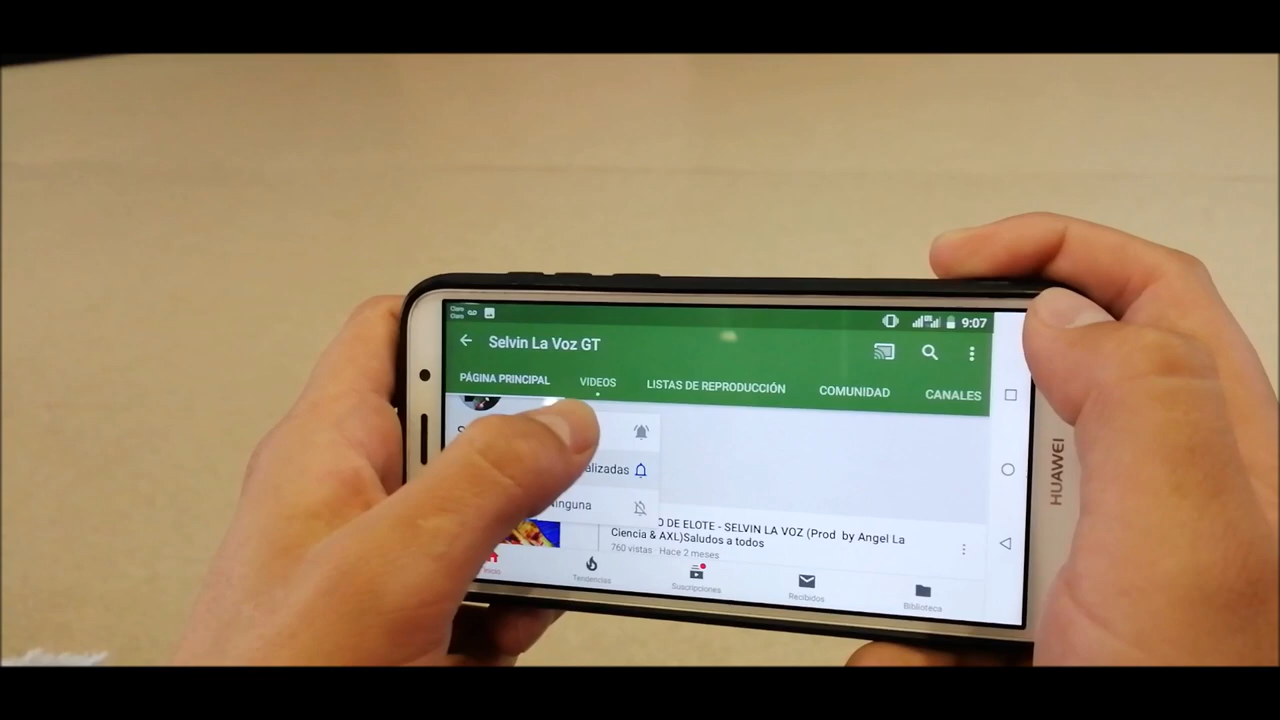 Claro
Claro
9:07
Selvin La Voz GT
PÁGINA PRINCIPAL
VIDEOS
LISTAS DE REPRODUCCIÓN
COMUNIDAD
CANALES
alizadas
inguna
DE ELOTE - SELVIN LA VOZ (Prod by Angel La
Ciencia & AXL)Saludos a todos
760 vistas · Hace 2 meses
Inicio
Tendencias
Suscripciones
Recibidos
Biblioteca
HUAWEI